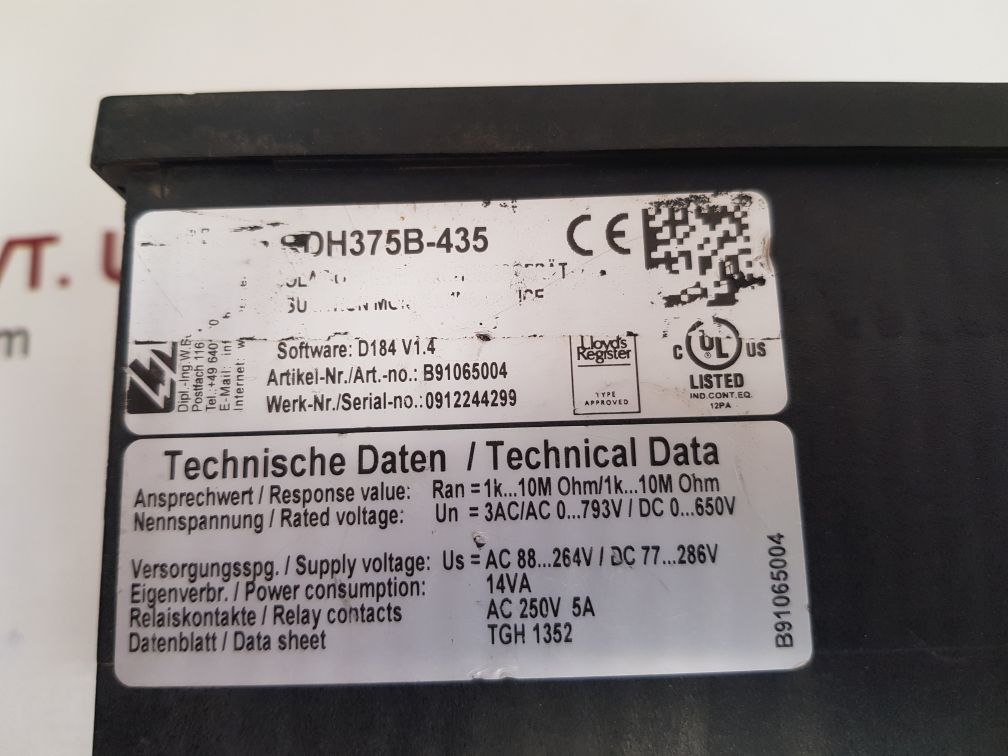 SDH375B-435
CE
Software: D184 V1.4
Artikel-Nr./Art.-no.: B91065004
Werk-Nr./Serial-no.: 0912244299
Dipl.-Ing.W.
Postfach 116
Tel.:+49 640
E-Mail: inf
Internet: w
Lloyd's
Register
TYPE
APPROVED
C UL US
®
LISTED
IND.CONT.EQ.
12PA
Technische Daten / Technical Data
Ansprechwert / Response value: Ran = 1k...10M Ohm/1k...10M Ohm
Nennspannung / Rated voltage: Un = 3AC/AC 0...793V / DC 0...650V
Versorgungsspg. / Supply voltage: Us = AC 88...264V / DC 77...286V
Eigenverbr. / Power consumption: 14VA
Relaiskontakte / Relay contacts AC 250V 5A
Datenblatt / Data sheet TGH 1352
B91065004